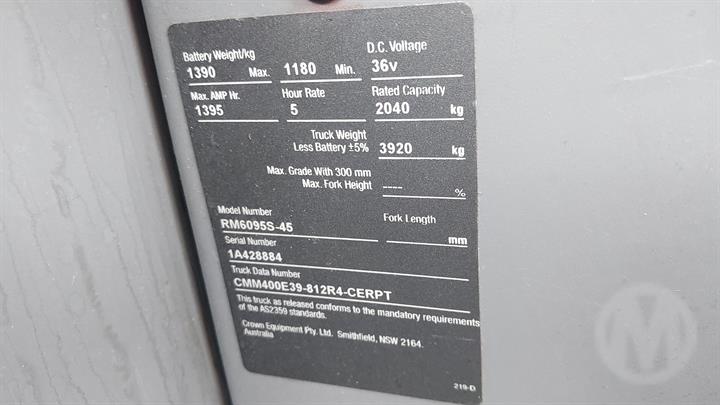 Battery Weight/kg D.C. Voltage
1390 Max. 1180 Min. 36v
Max. AMP Hr. Hour Rate Rated Capacity
1395 5 2040 kg
Truck Weight
Less Battery ±5% 3920 kg
Max. Grade With 300 mm
Max. Fork Height ---- %
Model Number Fork Length
RM6095S-45 mm
Serial Number
1A428884
Truck Data Number
CMM400E39-812R4-CERPT
This truck as released conforms to the mandatory requirements
of the AS2359 standards.
Crown Equipment Pty. Ltd. Smithfield, NSW 2164.
Australia
219-D
M